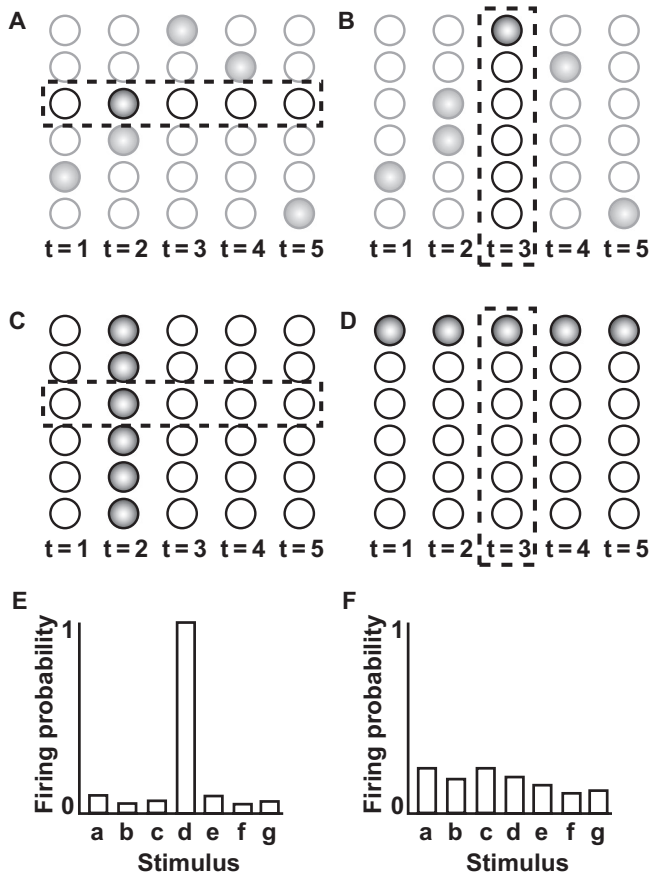 A
B
t = 1 t = 2 t = 3 t = 4 t = 5
t = 1 t = 2 t = 3 t = 4 t = 5
C
D
t = 1 t = 2 t = 3 t = 4 t = 5
t = 1 t = 2 t = 3 t = 4 t = 5
E
Firing probability
1
0
a b c d e f g
Stimulus
F
Firing probability
1
0
a b c d e f g
Stimulus